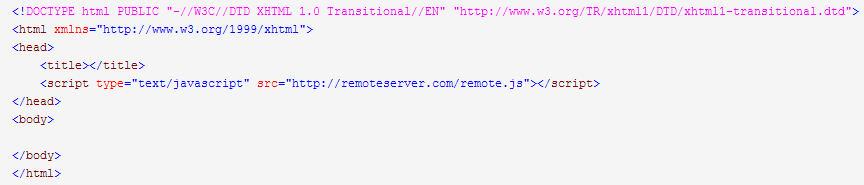 <!DOCTYPE html PUBLIC "-//W3C//DTD XHTML 1.0 Transitional//EN" "http://www.w3.org/TR/xhtml1/DTD/xhtml1-transitional.dtd">
<html xmlns="http://www.w3.org/1999/xhtml">
<head>
    <title></title>
    <script type="text/javascript" src="http://remoteserver.com/remote.js"></script>
</head>
<body>

</body>
</html>